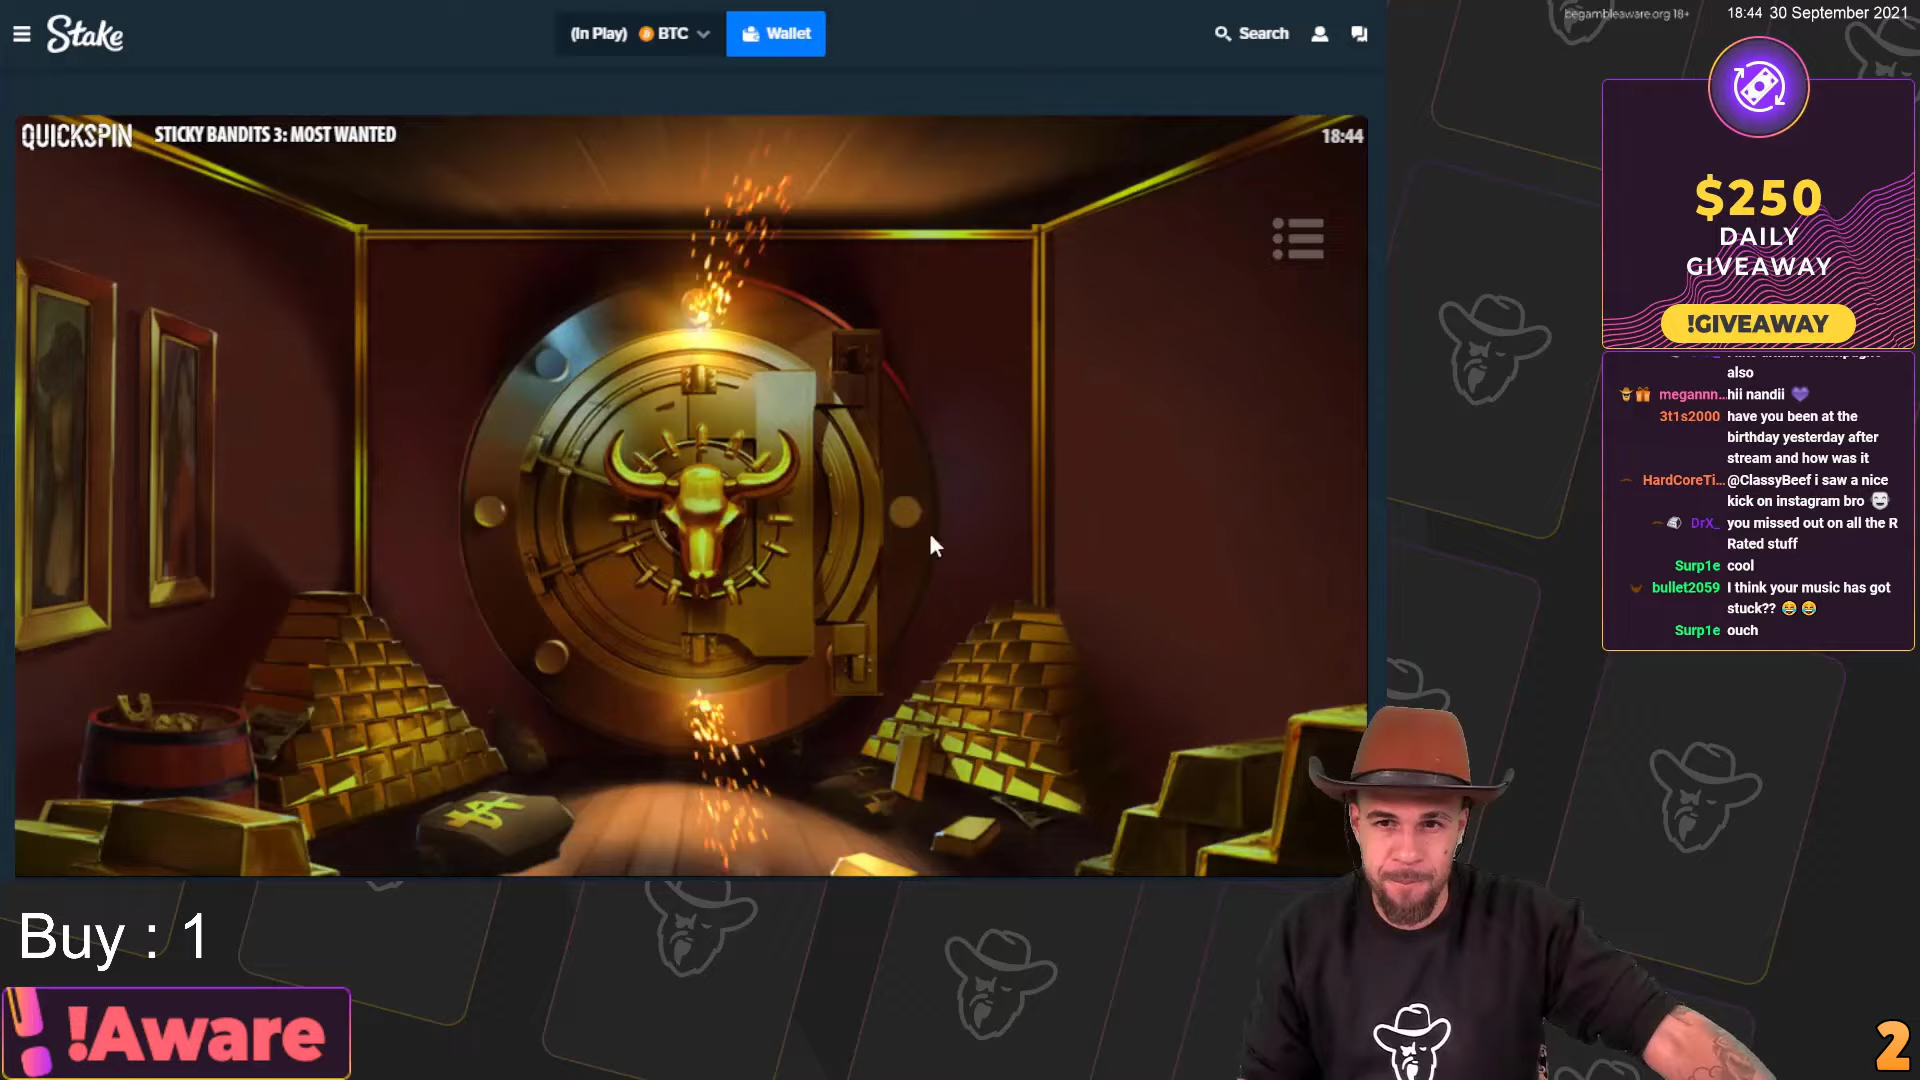 begambleaware.org 18+
18:44 30 September 2021
Stake
(In Play) BTC
Wallet
Search
QUICKSPIN
STICKY BANDITS 3: MOST WANTED
18:44
$250
DAILY
GIVEAWAY
!GIVEAWAY
also
megannn... hii nandii
3t1s2000 have you been at the
birthday yesterday after
stream and how was it
HardCoreTi... @ClassyBeef i saw a nice
kick on instagram bro
DrX_ you missed out on all the R
Rated stuff
Surp1e cool
bullet2059 I think your music has got
stuck??
Surp1e ouch
Buy : 1
!Aware
2